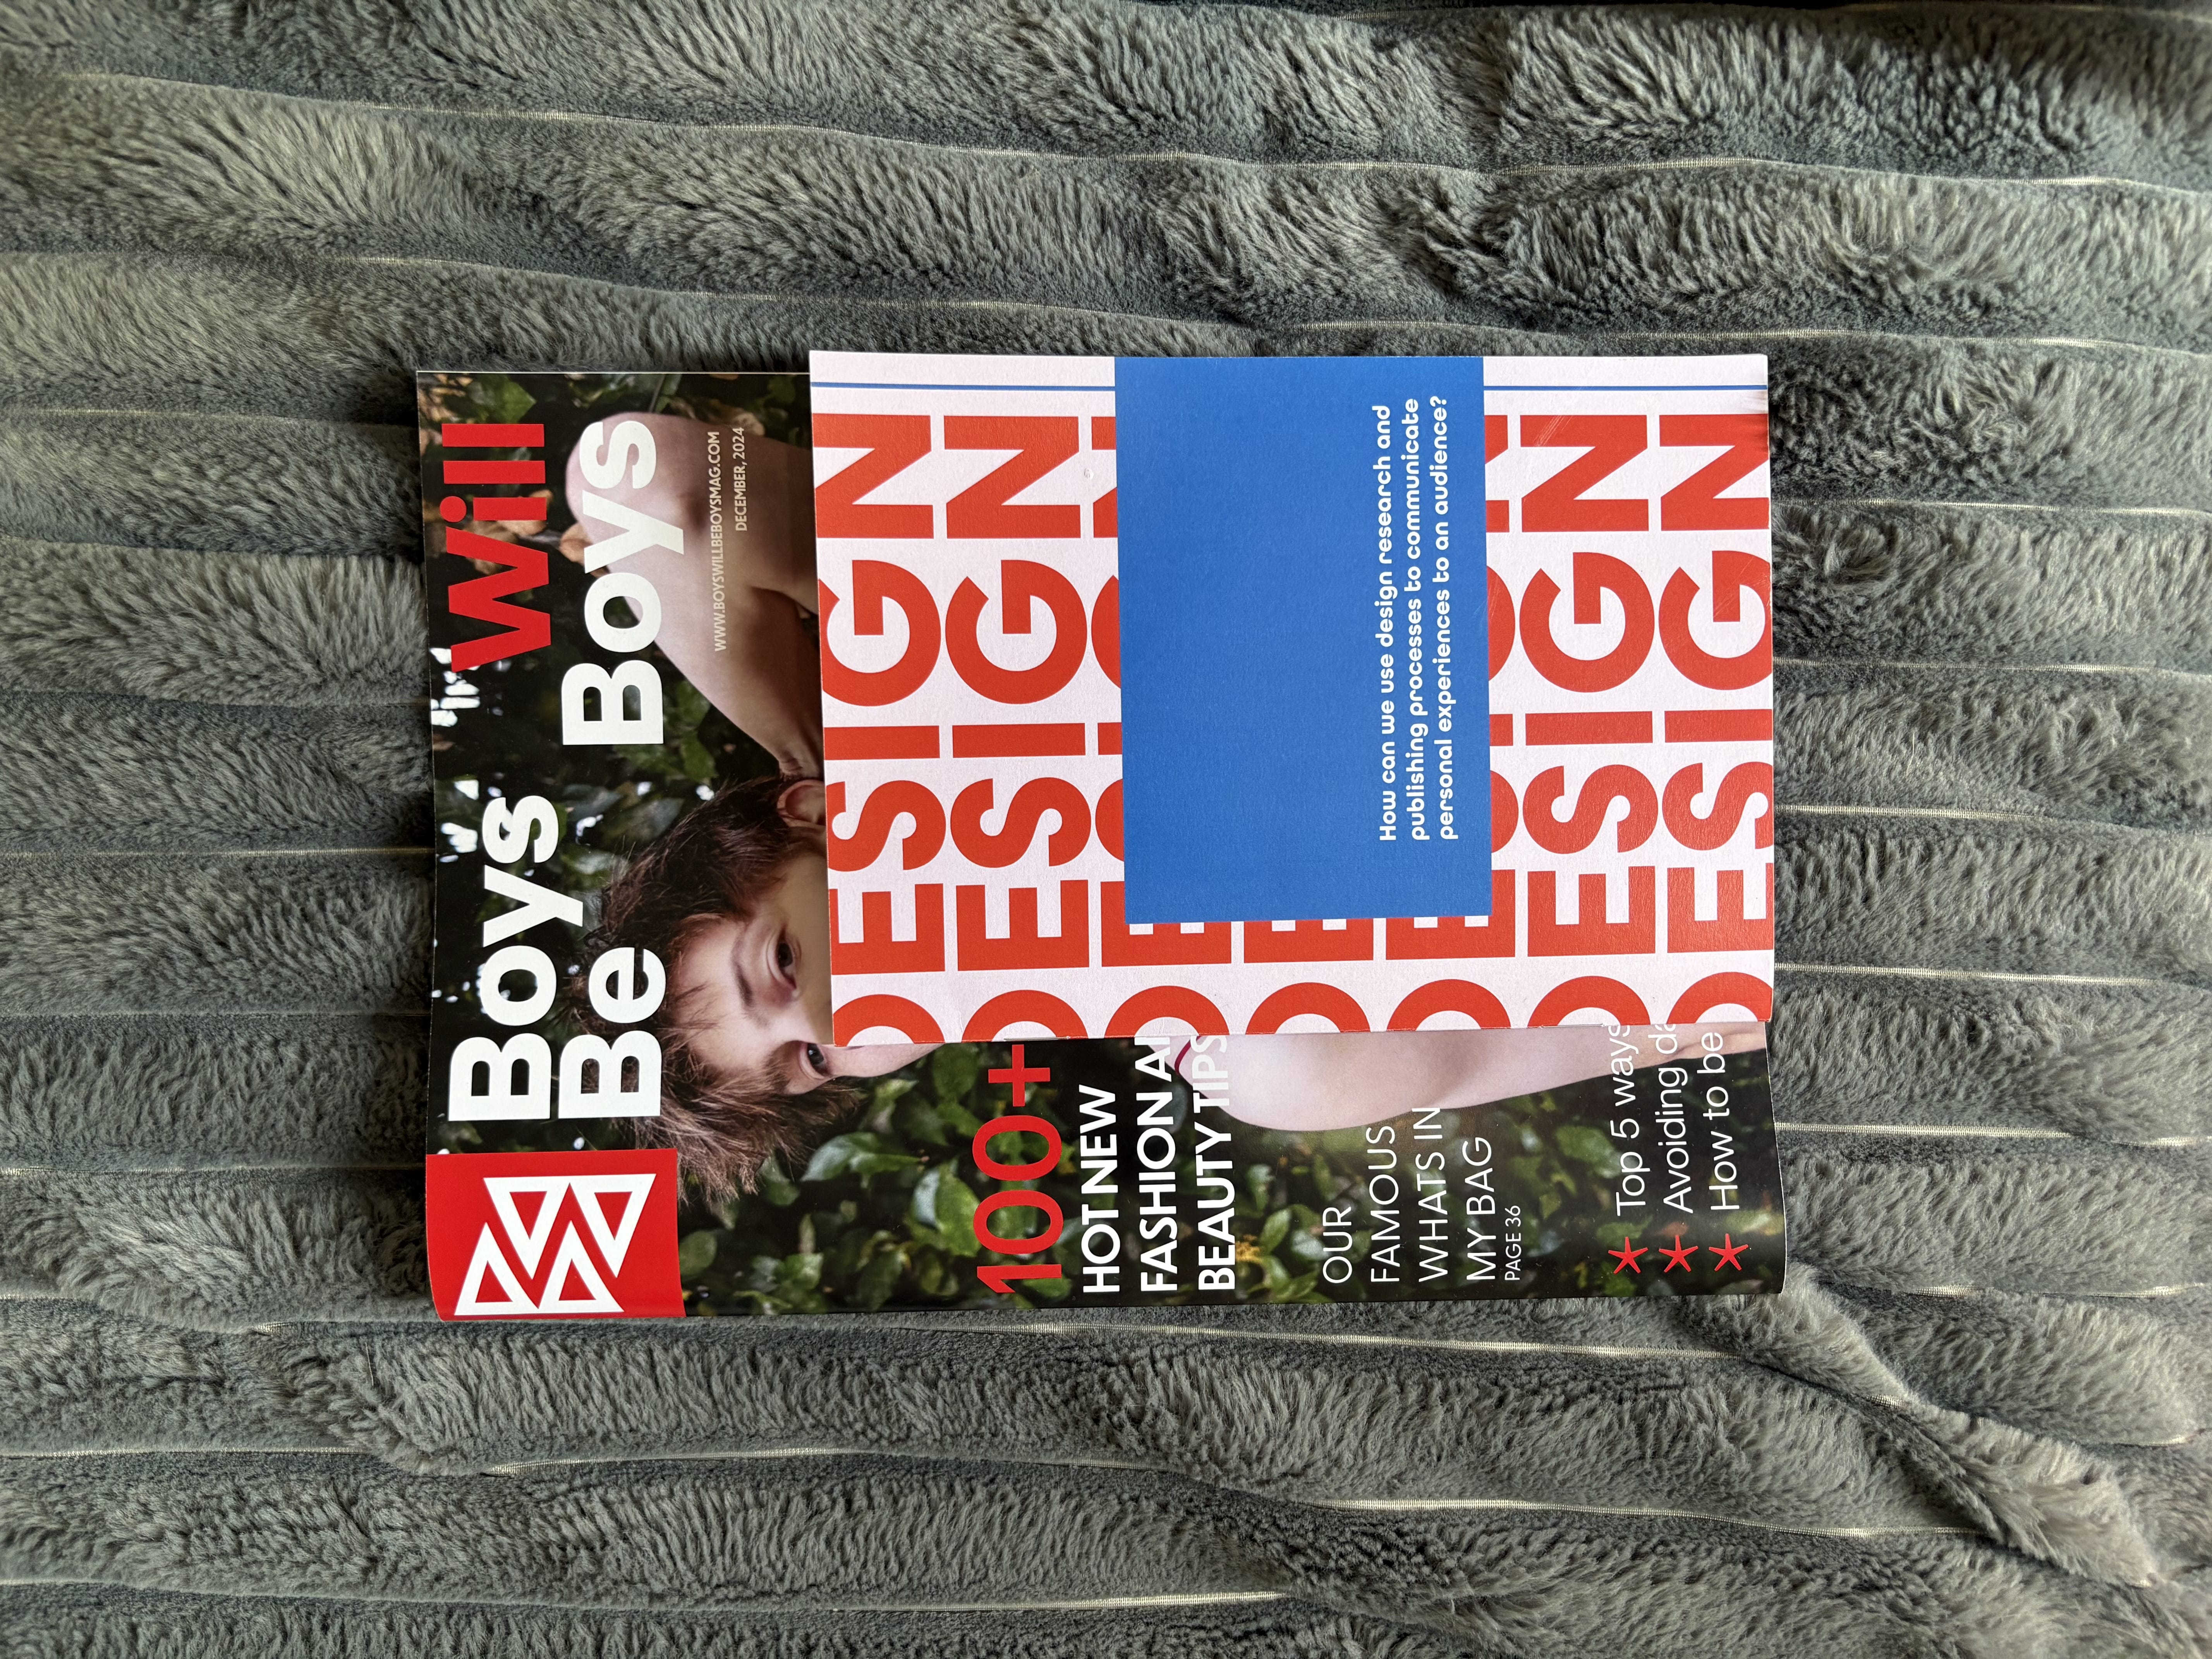 Boys Will
Be Boys
WWW.BOYSWILLBEBOYSMAG.COM
DECEMBER, 2024
100+
HOT NEW
FASHION
BEAUTY TIPS
OUR
FAMOUS
WHATS IN
MY BAG
PAGE 36
Top 5 ways
Avoiding
How to be
DESIGN
DESIGN
DESIGN
DESIGN
How can we use design research and
publishing processes to communicate
personal experiences to an audience?